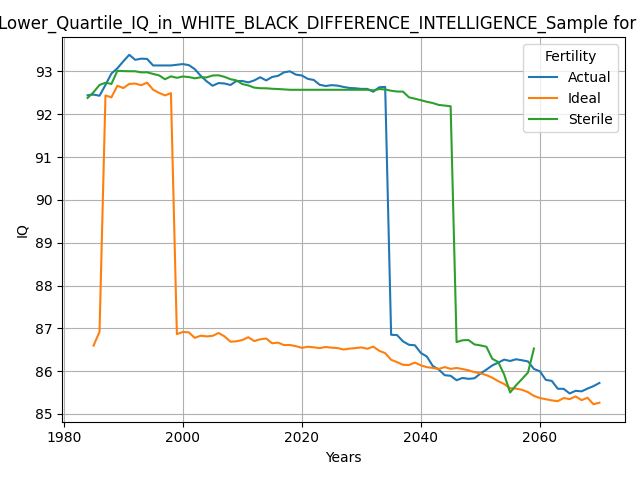 Lower_Quartile_IQ_in_WHITE_BLACK_DIFFERENCE_INTELLIGENCE_Sample for
Fertility
Actual
Ideal
Sterile
93
92
91
90
89
88
87
86
85
IQ
1980
2000
2020
2040
2060
Years